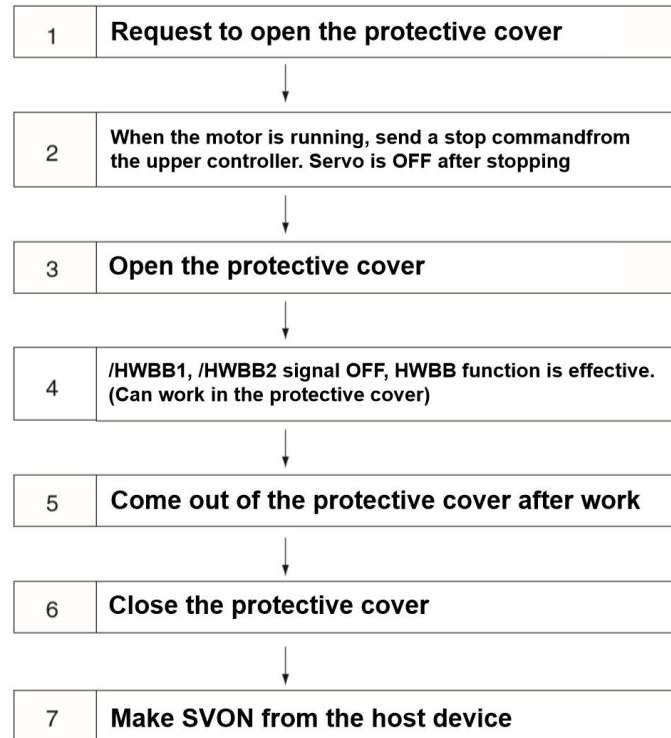 1 Request to open the protective cover
2 When the motor is running, send a stop commandfrom
the upper controller. Servo is OFF after stopping
3 Open the protective cover
4 /HWBB1, /HWBB2 signal OFF, HWBB function is effective.
(Can work in the protective cover)
5 Come out of the protective cover after work
6 Close the protective cover
7 Make SVON from the host device